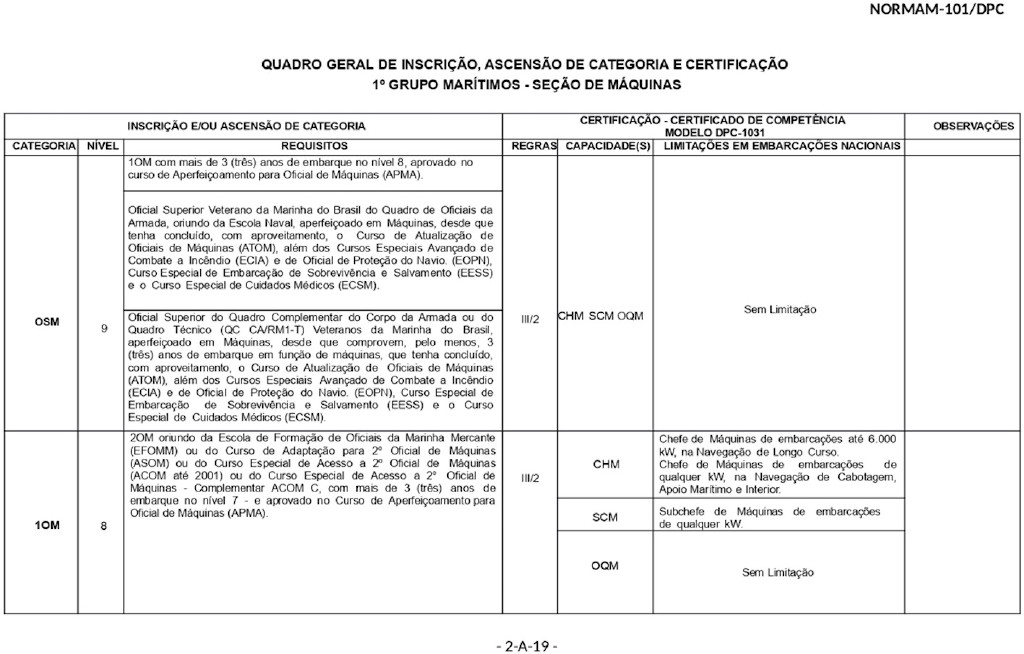 NORMAM-101/DPC
QUADRO GERAL DE INSCRIÇÃO, ASCENSÃO DE CATEGORIA E CERTIFICAÇÃO
1º GRUPO MARÍTIMOS - SEÇÃO DE MÁQUINAS
INSCRIÇÃO E/OU ASCENSÃO DE CATEGORIA
CERTIFICAÇÃO - CERTIFICADO DE COMPETÊNCIA
MODELO DPC-1031
OBSERVAÇÕES
CATEGORIA NÍVEL REQUISITOS REGRAS CAPACIDADE(S) LIMITAÇÕES EM EMBARCAÇÕES NACIONAIS
OSM
9
1OM com mais de 3 (três) anos de embarque no nível 8, aprovado no
curso de Aperfeiçoamento para Oficial de Máquinas (APMA).
Oficial Superior Veterano da Marinha do Brasil do Quadro de Oficiais da
Armada, oriundo da Escola Naval, aperfeiçoado em Máquinas, desde que
tenha concluído, com aproveitamento, o Curso de Atualização de
Oficiais de Máquinas (ATOM), além dos Cursos Especiais Avançado de
Combate a Incêndio (ECIA) e de Oficial de Proteção do Navio. (EOPN),
Curso Especial de Embarcação de Sobrevivência e Salvamento (EESS)
e o Curso Especial de Cuidados Médicos (ECSM).
Oficial Superior do Quadro Complementar do Corpo da Armada ou do
Quadro Técnico (QC CA/RM1-T) Veteranos da Marinha do Brasil,
aperfeiçoado em Máquinas, desde que comprovem, pelo menos, 3
(três) anos de embarque em função de máquinas, que tenha concluído,
com aproveitamento, o Curso de Atualização de Oficiais de Máquinas
(ATOM), além dos Cursos Especiais Avançado de Combate a Incêndio
(ECIA) e de Oficial de Proteção do Navio. (EOPN), Curso Especial de
Embarcação de Sobrevivência e Salvamento (EESS) e o Curso
Especial de Cuidados Médicos (ECSM).
III/2
CHM SCM OQM
Sem Limitação
1OM
8
2OM oriundo da Escola de Formação de Oficiais da Marinha Mercante
(EFOMM) ou do Curso de Adaptação para 2º Oficial de Máquinas
(ASOM) ou do Curso Especial de Acesso a 2º Oficial de Máquinas
(ACOM até 2001) ou do Curso Especial de Acesso a 2º Oficial de
Máquinas - Complementar ACOM C, com mais de 3 (três) anos de
embarque no nível 7 - e aprovado no Curso de Aperfeiçoamento para
Oficial de Máquinas (APMA).
III/2
CHM
Chefe de Máquinas de embarcações até 6.000
kW, na Navegação de Longo Curso.
Chefe de Máquinas de embarcações de
qualquer kW, na Navegação de Cabotagem,
Apoio Marítimo e Interior.
SCM
Subchefe de Máquinas de embarcações
de qualquer kW.
OQM
Sem Limitação
- 2-A-19 -